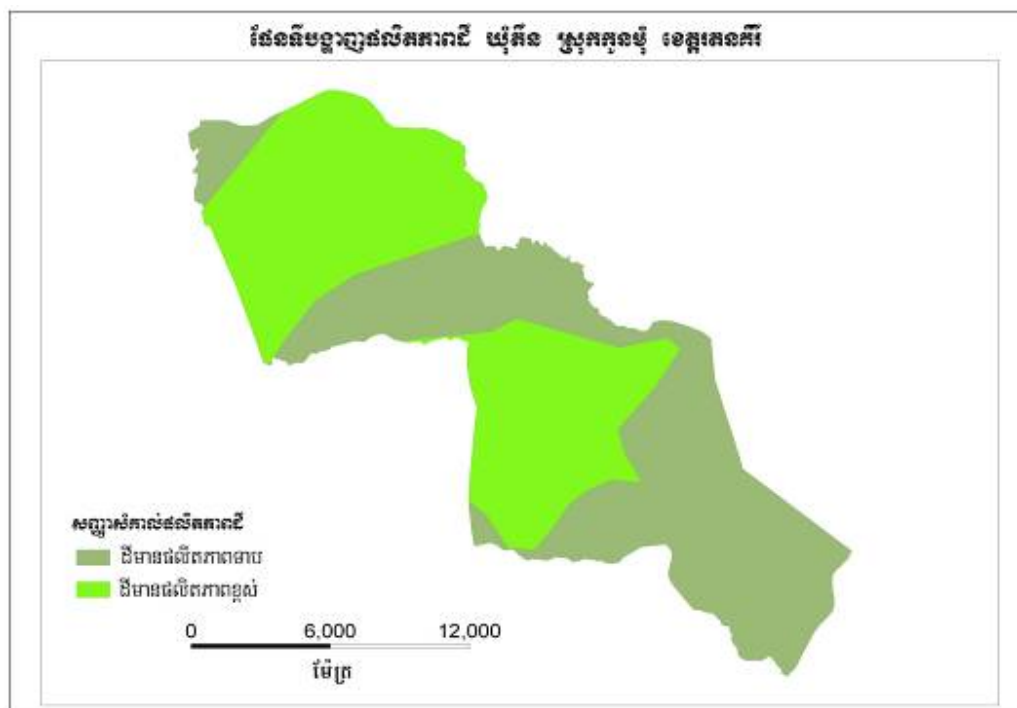 ផែនទីបង្ហាញផលិតភាពដី ឃុំតឺន ស្រុកកូនមុំ ខេត្តរតនគីរី
សញ្ញាសំគាល់ផលិតភាពដី
ដីមានផលិតភាពទាប
ដីមានផលិតភាពខ្ពស់
0 6,000 12,000
ម៉ែត្រ